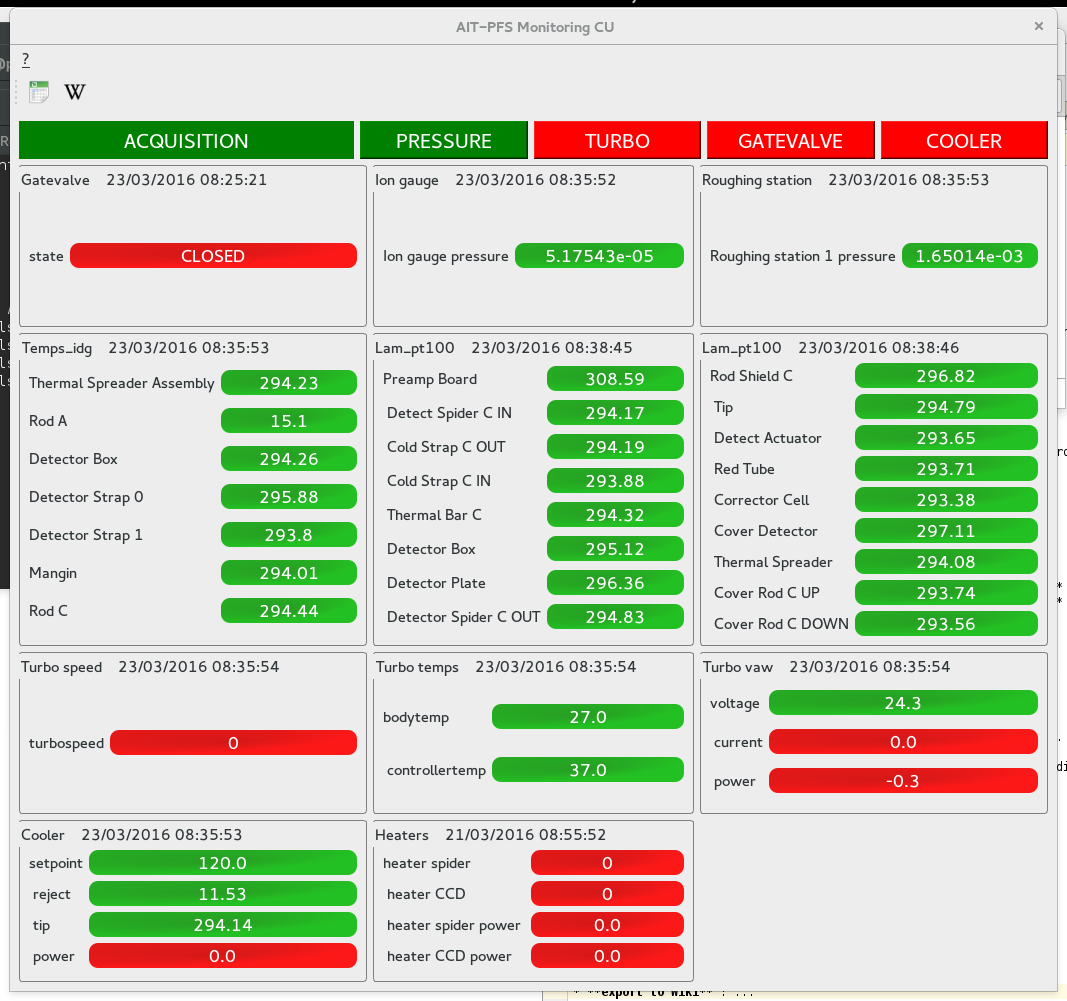 AIT-PFS Monitoring CU ×
?
W
ACQUISITION PRESSURE TURBO GATEVALVE COOLER
Gatevalve 23/03/2016 08:25:21
state CLOSED
Ion gauge 23/03/2016 08:35:52
Ion gauge pressure 5.17543e-05
Roughing station 23/03/2016 08:35:53
Roughing station 1 pressure 1.65014e-03
Temps_idg 23/03/2016 08:35:53
Thermal Spreader Assembly 294.23
Rod A 15.1
Detector Box 294.26
Detector Strap 0 295.88
Detector Strap 1 293.8
Mangin 294.01
Rod C 294.44
Lam_pt100 23/03/2016 08:38:45
Preamp Board 308.59
Detect Spider C IN 294.17
Cold Strap C OUT 294.19
Cold Strap C IN 293.88
Thermal Bar C 294.32
Detector Box 295.12
Detector Plate 296.36
Detector Spider C OUT 294.83
Lam_pt100 23/03/2016 08:38:46
Rod Shield C 296.82
Tip 294.79
Detect Actuator 293.65
Red Tube 293.71
Corrector Cell 293.38
Cover Detector 297.11
Thermal Spreader 294.08
Cover Rod C UP 293.74
Cover Rod C DOWN 293.56
Turbo speed 23/03/2016 08:35:54
turbospeed 0
Turbo temps 23/03/2016 08:35:54
bodytemp 27.0
controllertemp 37.0
Turbo vaw 23/03/2016 08:35:54
voltage 24.3
current 0.0
power -0.3
Cooler 23/03/2016 08:35:53
setpoint 120.0
reject 11.53
tip 294.14
power 0.0
Heaters 21/03/2016 08:55:52
heater spider 0
heater CCD 0
heater spider power 0.0
heater CCD power 0.0